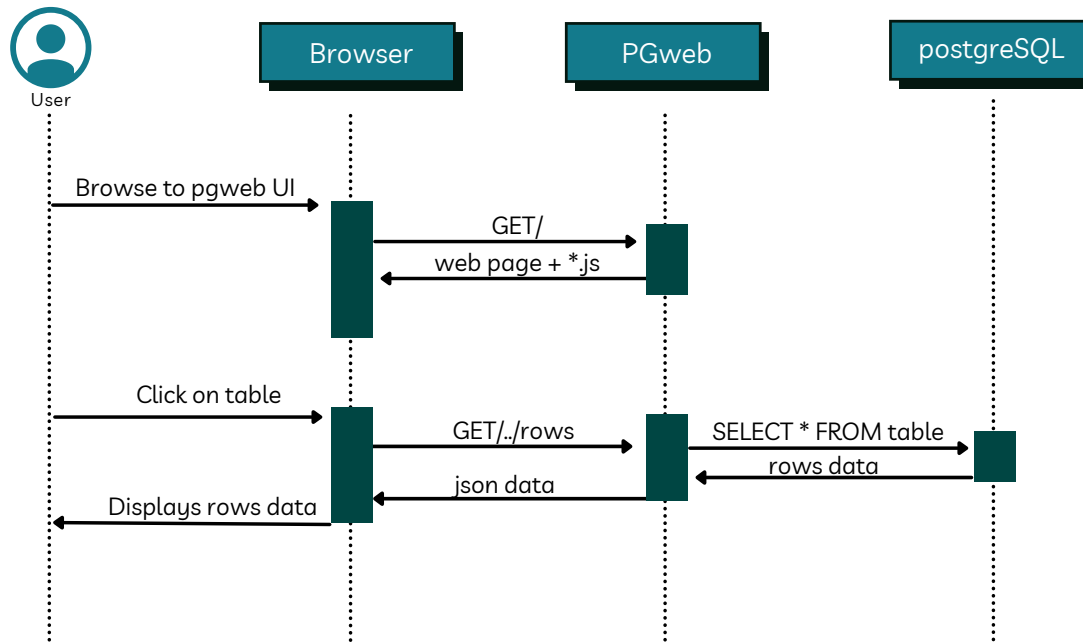 User
Browser
PGweb
postgreSQL
Browse to pgweb UI
GET/
web page + *.js
Click on table
GET/../rows
SELECT * FROM table
rows data
json data
Displays rows data